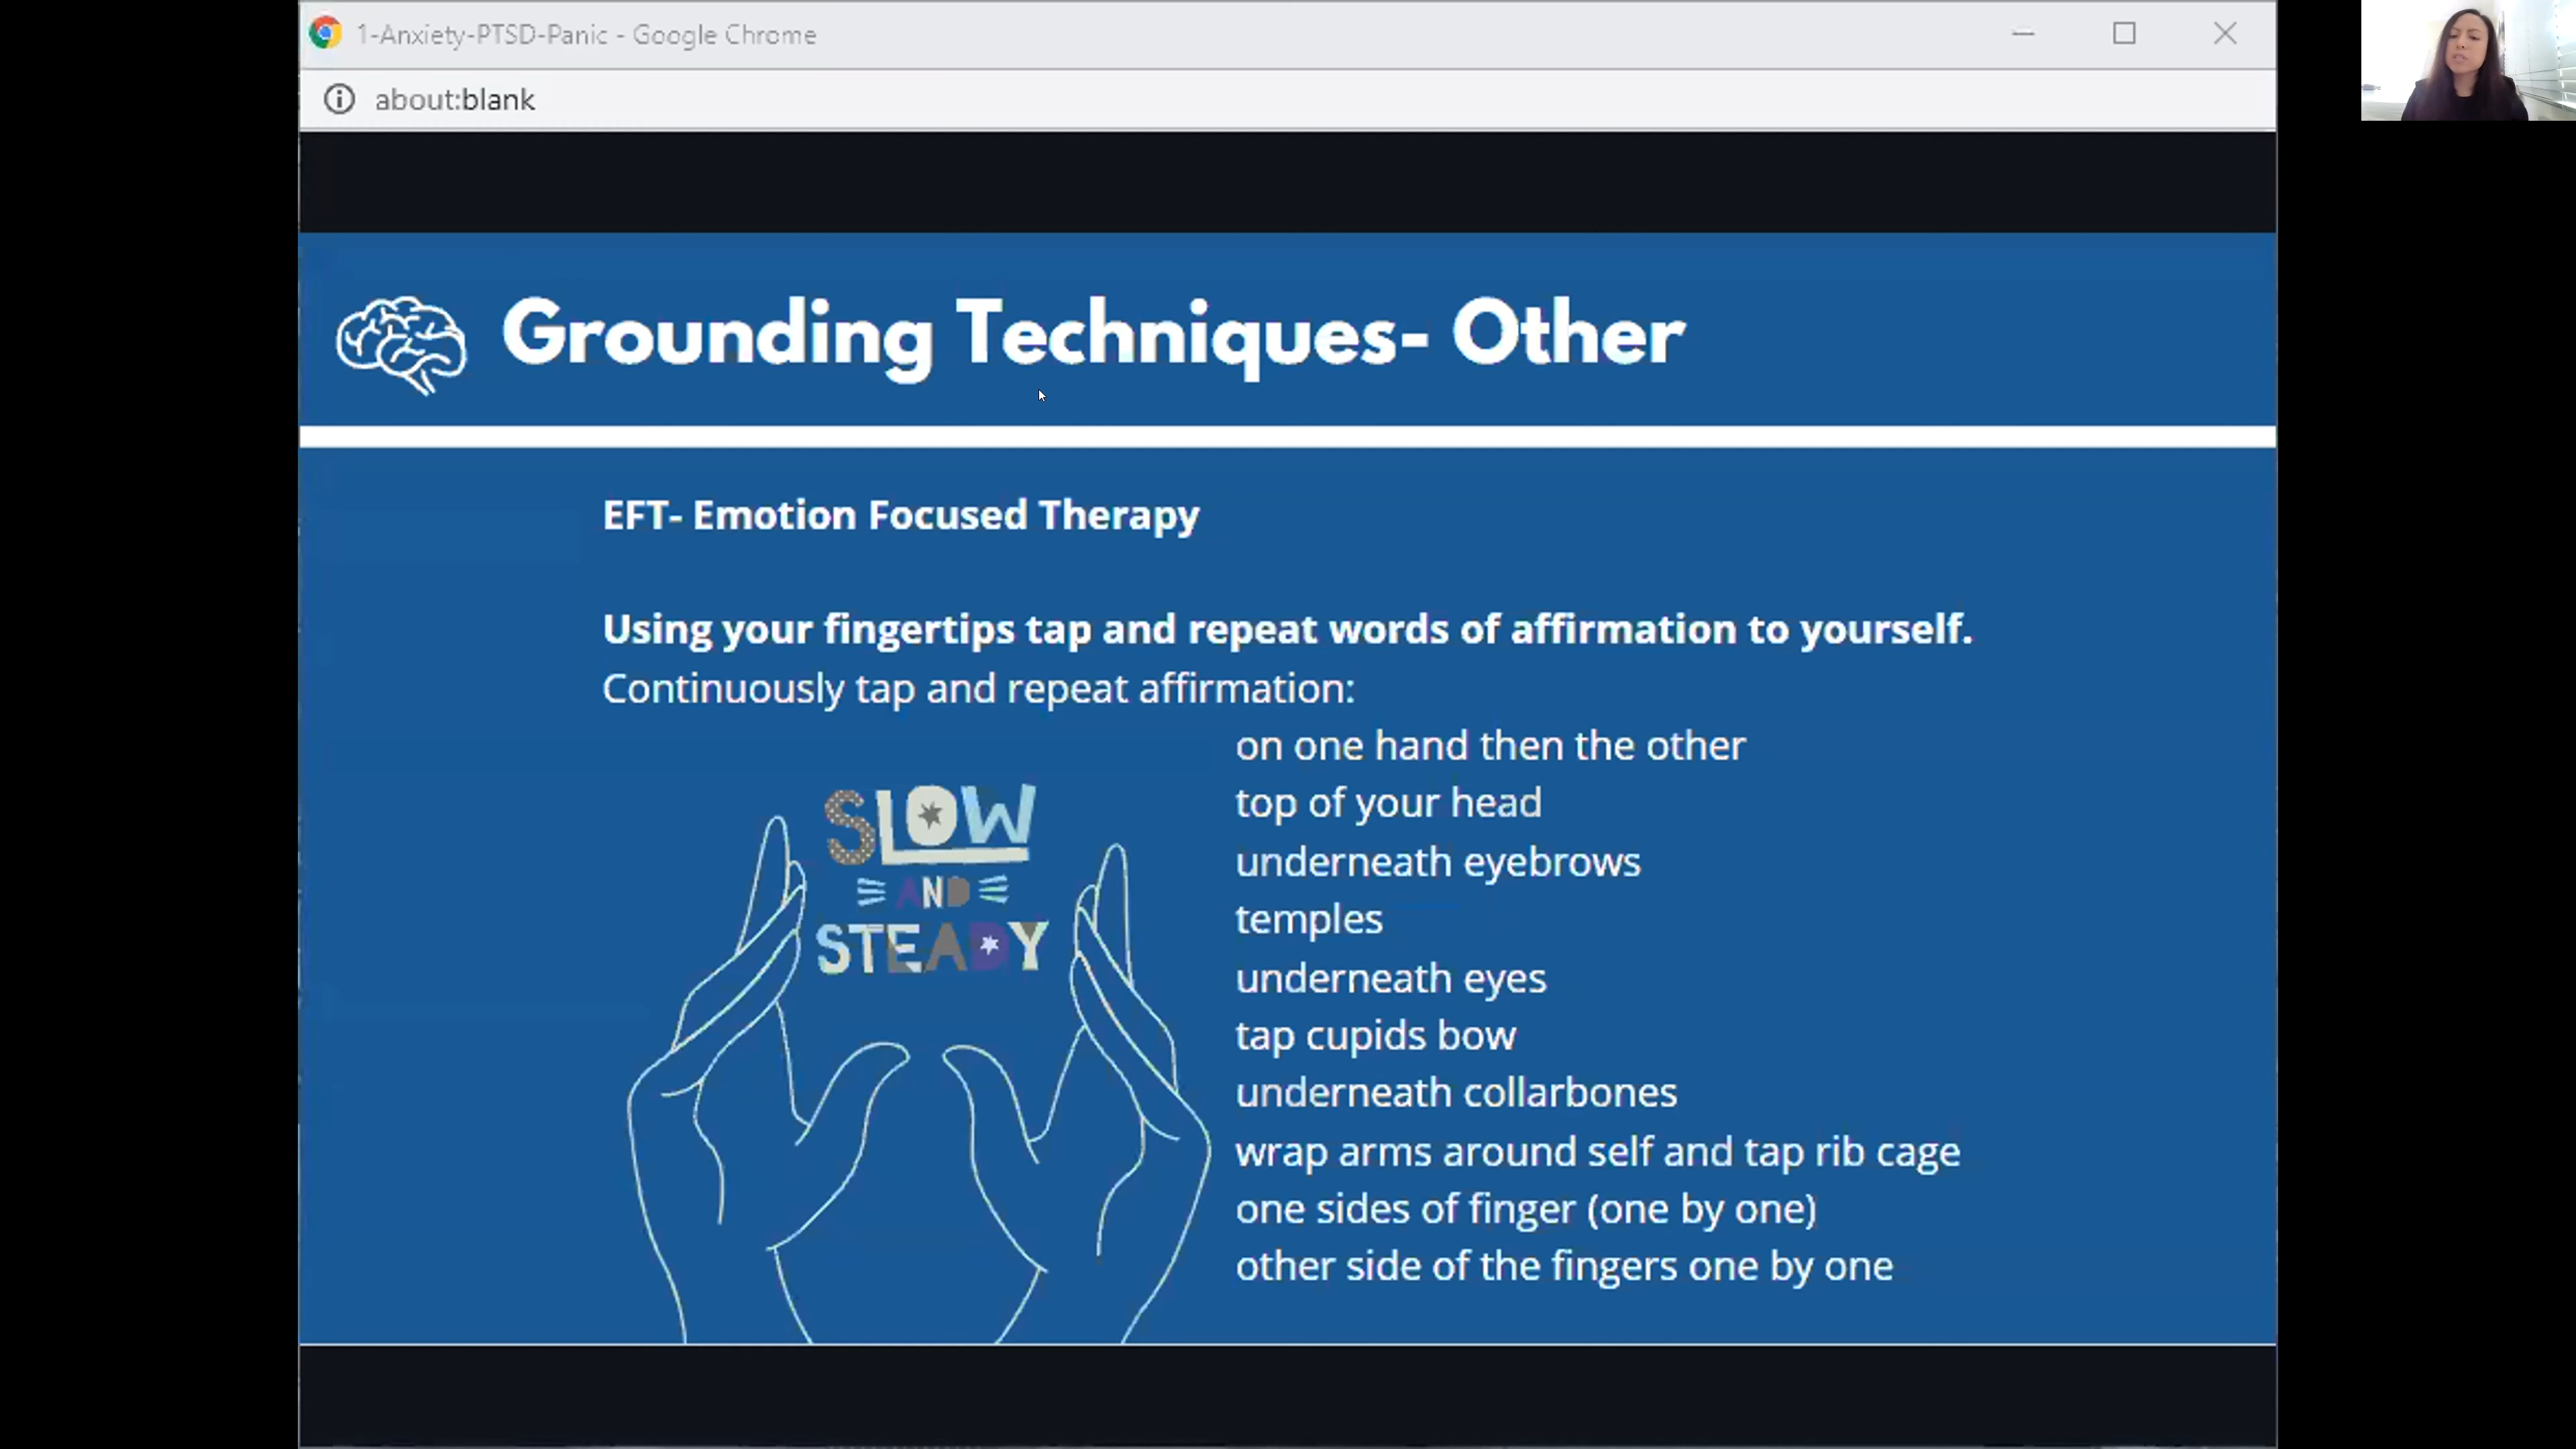 1-Anxiety-PTSD-Panic - Google Chrome
about:blank
Grounding Techniques- Other
EFT- Emotion Focused Therapy
Using your fingertips tap and repeat words of affirmation to yourself.
Continuously tap and repeat affirmation:
on one hand then the other
top of your head
underneath eyebrows
temples
underneath eyes
tap cupids bow
underneath collarbones
wrap arms around self and tap rib cage
one sides of finger (one by one)
other side of the fingers one by one
SLOW
AND
STEADY